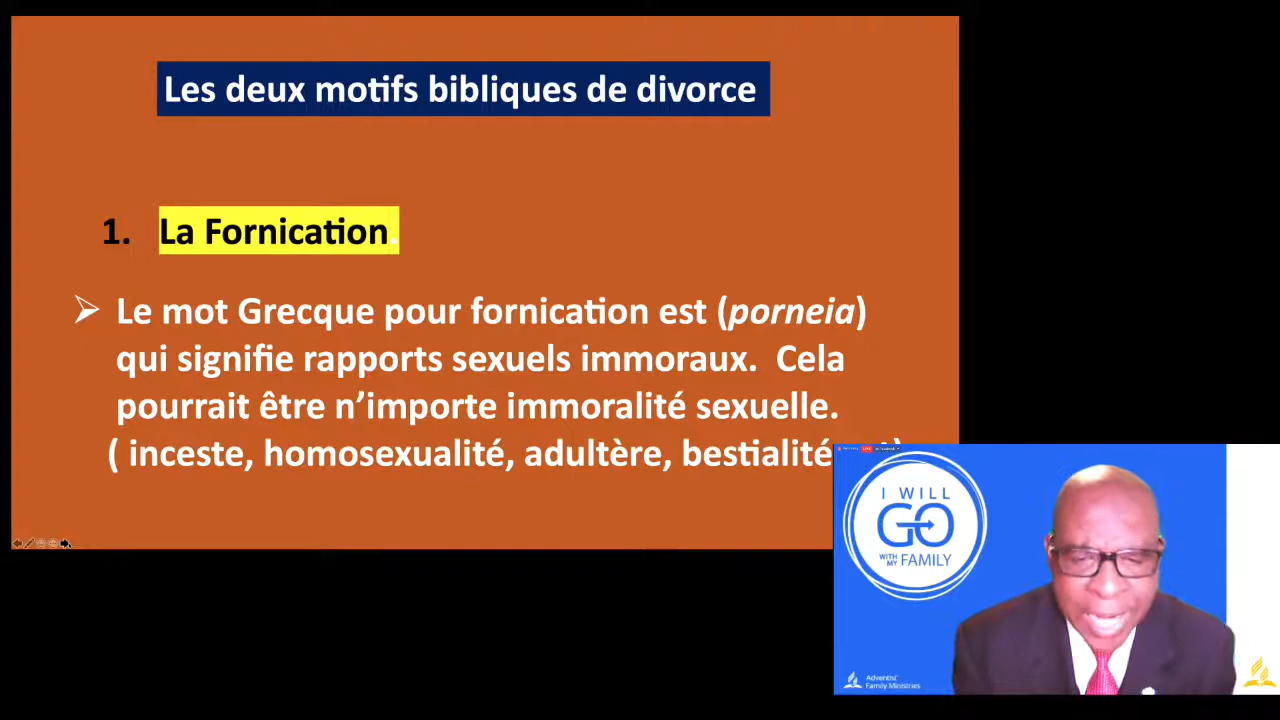 Les deux motifs bibliques de divorce
1. La Fornication.
➢ Le mot Grecque pour fornication est (porneia)
qui signifie rapports sexuels immoraux. Cela
pourrait être n’importe immoralité sexuelle.
( inceste, homosexualité, adultère, bestialité
I WILL
GO
WITH MY FAMILY
Adventist
Family Ministries